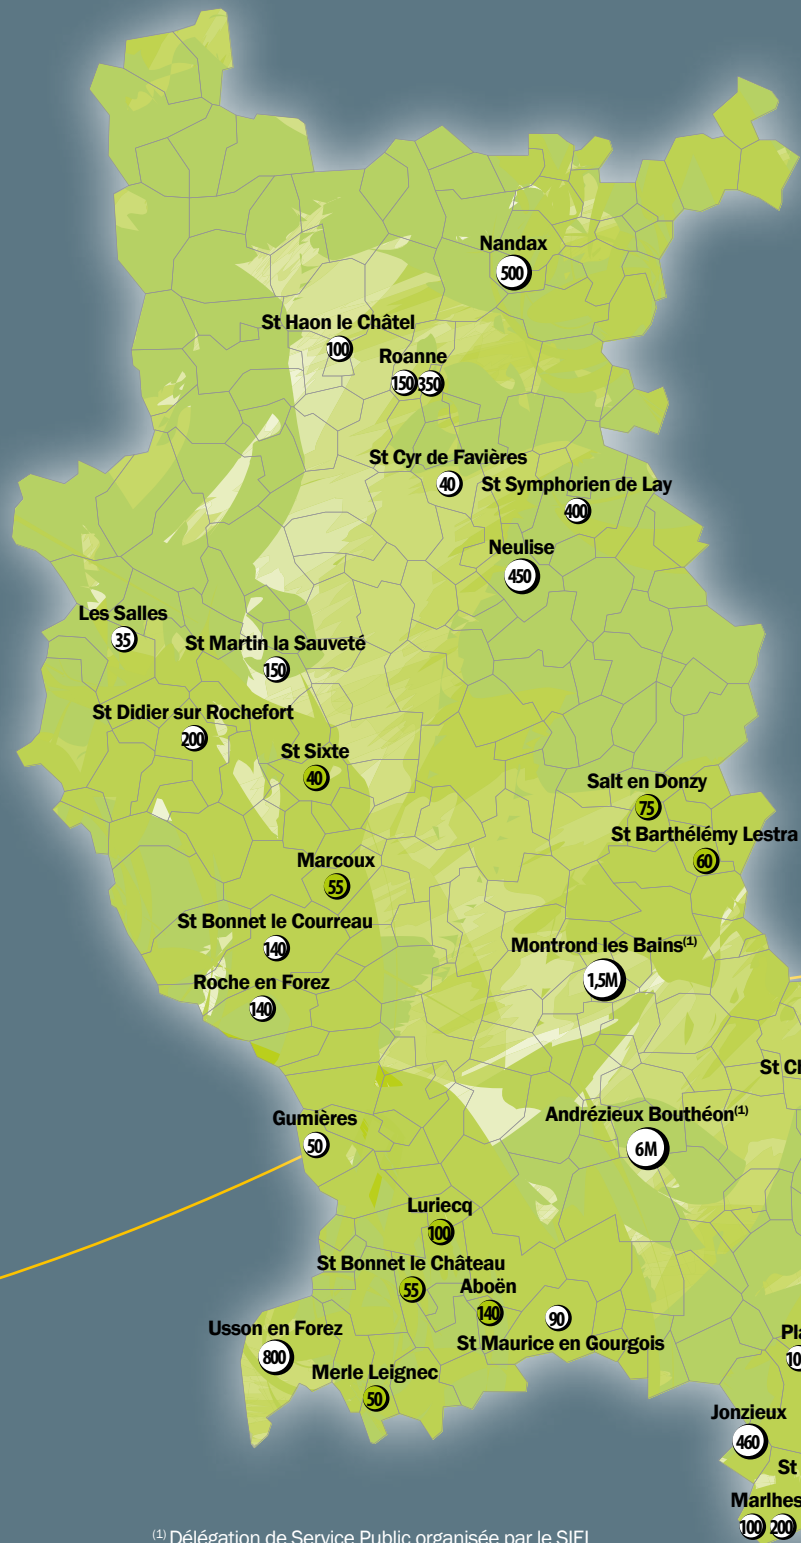 Nandax
500
St Haon le Châtel
100
Roanne
150 350
St Cyr de Favières
40
St Symphorien de Lay
400
Neulise
450
Les Salles
35
St Martin la Sauveté
150
St Didier sur Rochefort
200
St Sixte
40
Salt en Donzy
75
St Barthélémy Lestra
60
Marcoux
55
St Bonnet le Courreau
140
Montrond les Bains(1)
1,5M
Roche en Forez
140
St
Andrézieux Bouthéon(1)
6M
Gumières
50
Luriecq
100
St Bonnet le Château
55
Aboën
140
90
St Maurice en Gourgois
Usson en Forez
800
Merle Leignec
50
Jonzieux
460
St
Marlhes
100 200
(1) Délégation de Service Public organisée par le SIEL